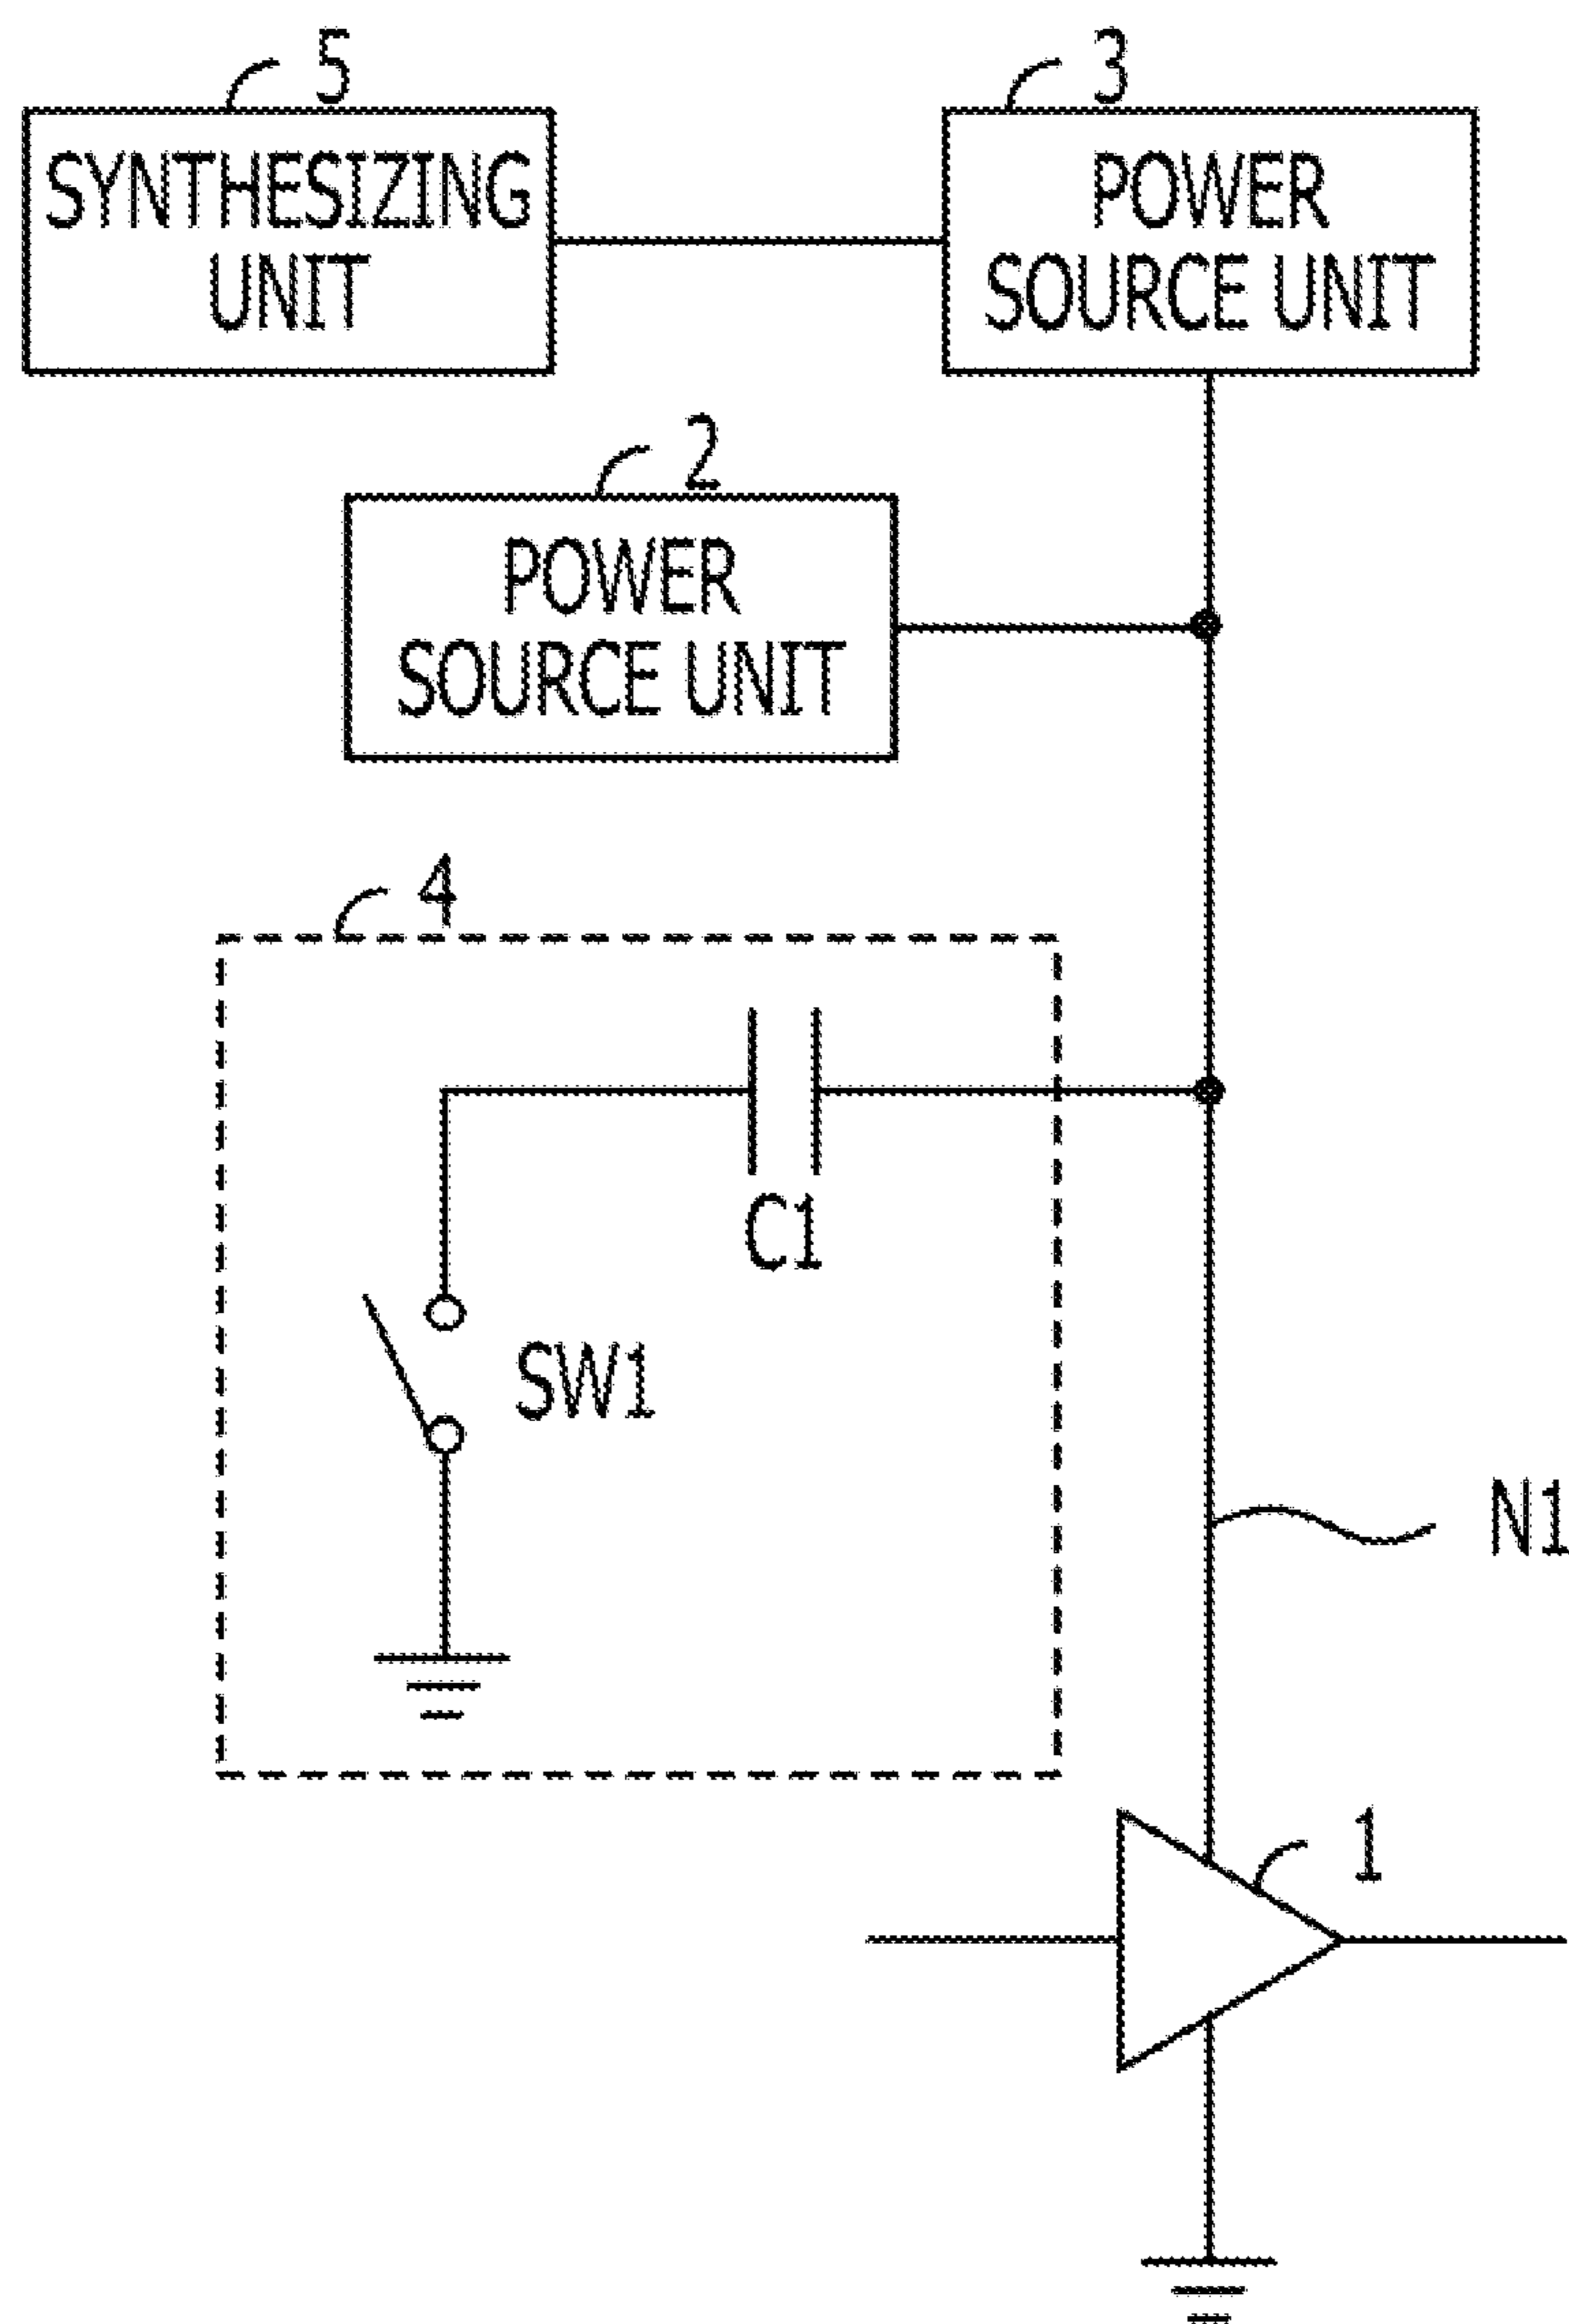 5
SYNTHESIZING
UNIT
3
POWER
SOURCE UNIT
2
POWER
SOURCE UNIT
4
C1
SW1
N1
1